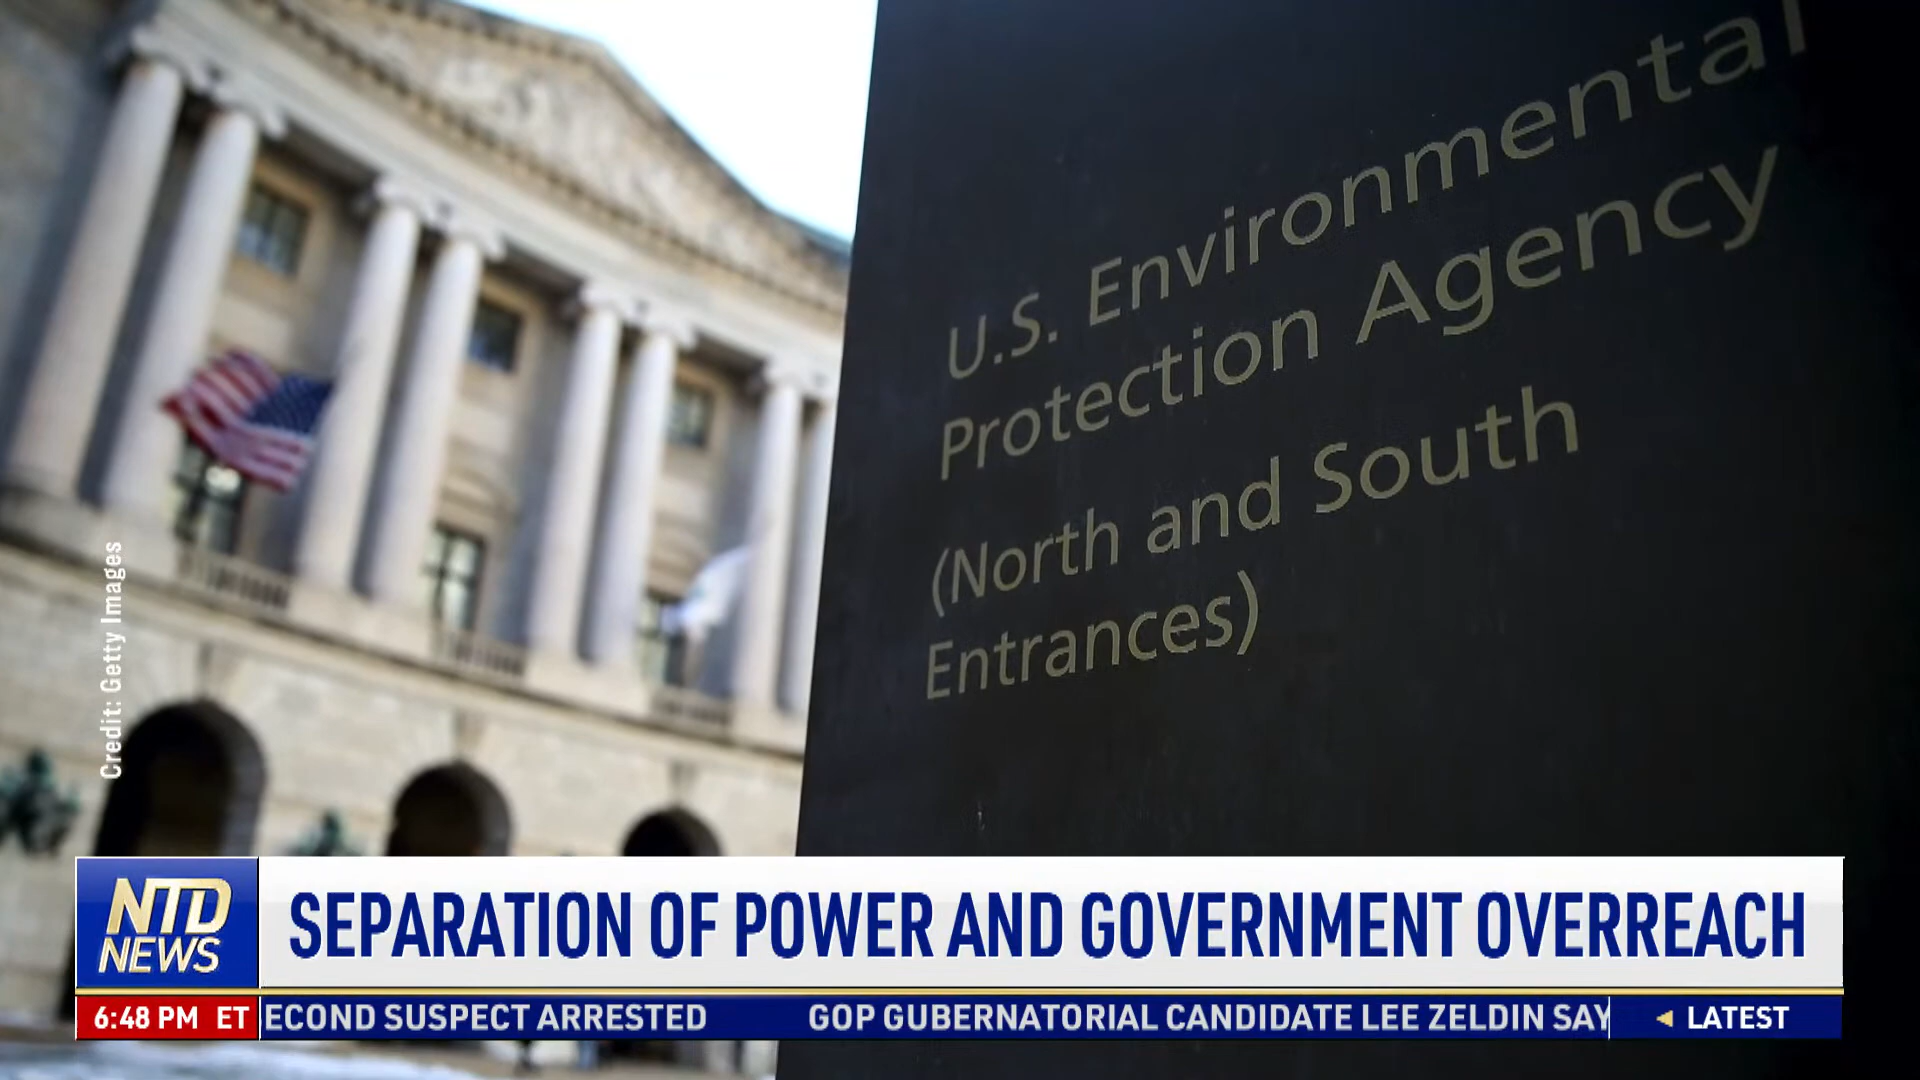 U.S. Environmental
Protection Agency
(North and South
Entrances)
Credit: Getty Images
NTD
NEWS
SEPARATION OF POWER AND GOVERNMENT OVERREACH
6:48 PM ET
ECOND SUSPECT ARRESTED GOP GUBERNATORIAL CANDIDATE LEE ZELDIN SAY
LATEST